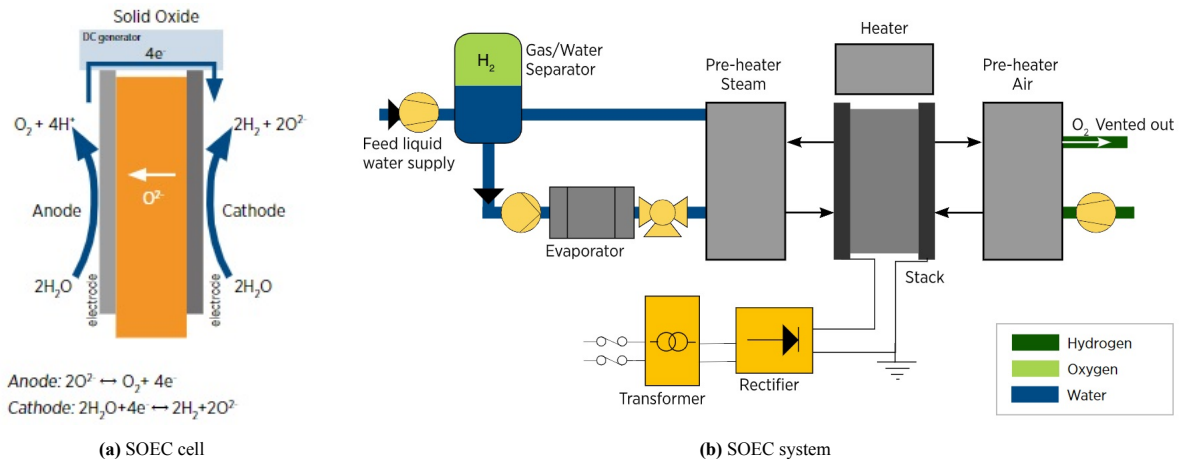 Solid Oxide
DC generator
4e⁻
O₂ + 4H⁺
2H₂ + 2O²⁻
O²⁻
Anode
Cathode
2H₂O
2H₂O
electrode
electrode
Anode: 2O²⁻ ↔ O₂+ 4e⁻
Cathode: 2H₂O+4e⁻ ↔ 2H₂+2O²⁻
(a) SOEC cell
H₂
Gas/Water
Separator
Feed liquid
water supply
Evaporator
Pre-heater
Steam
Heater
Stack
Pre-heater
Air
O₂ Vented out
Transformer
Rectifier
Hydrogen
Oxygen
Water
(b) SOEC system